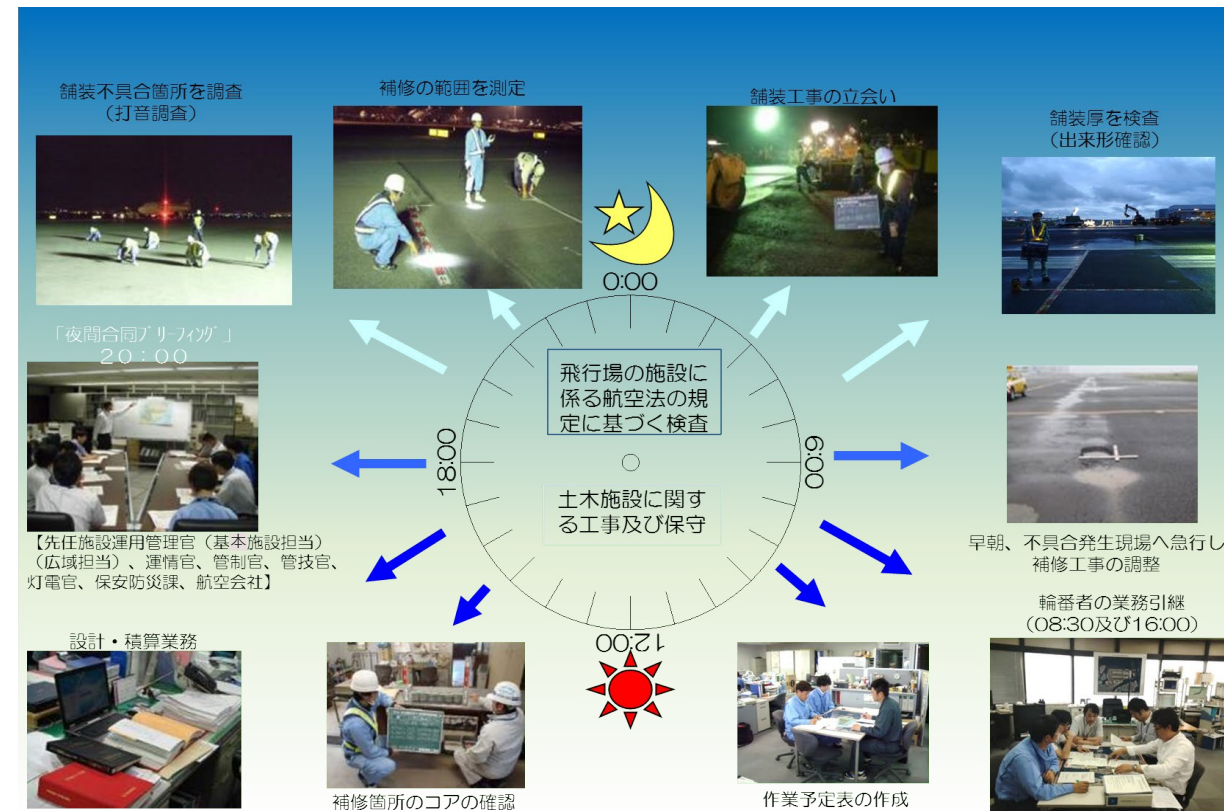 舗装不具合箇所を調査
（打音調査）
補修の範囲を測定
舗装工事の立会い
舗装厚を検査
（出来形確認）
0:00
「夜間合同ﾌﾞﾘｰﾌｨﾝｸﾞ」
２０：００
飛行場の施設に
係る航空法の規
定に基づく検査
18:00
6:00
土木施設に関す
る工事及び保守
【先任施設運用管理官（基本施設担当）
（広域担当）、運情官、管制官、管技官、
灯電官、保安防災課、航空会社】
早朝、不具合発生現場へ急行し
補修工事の調整
12:00
輪番者の業務引継
（08:30及び16:00）
設計・積算業務
補修箇所のコアの確認
作業予定表の作成